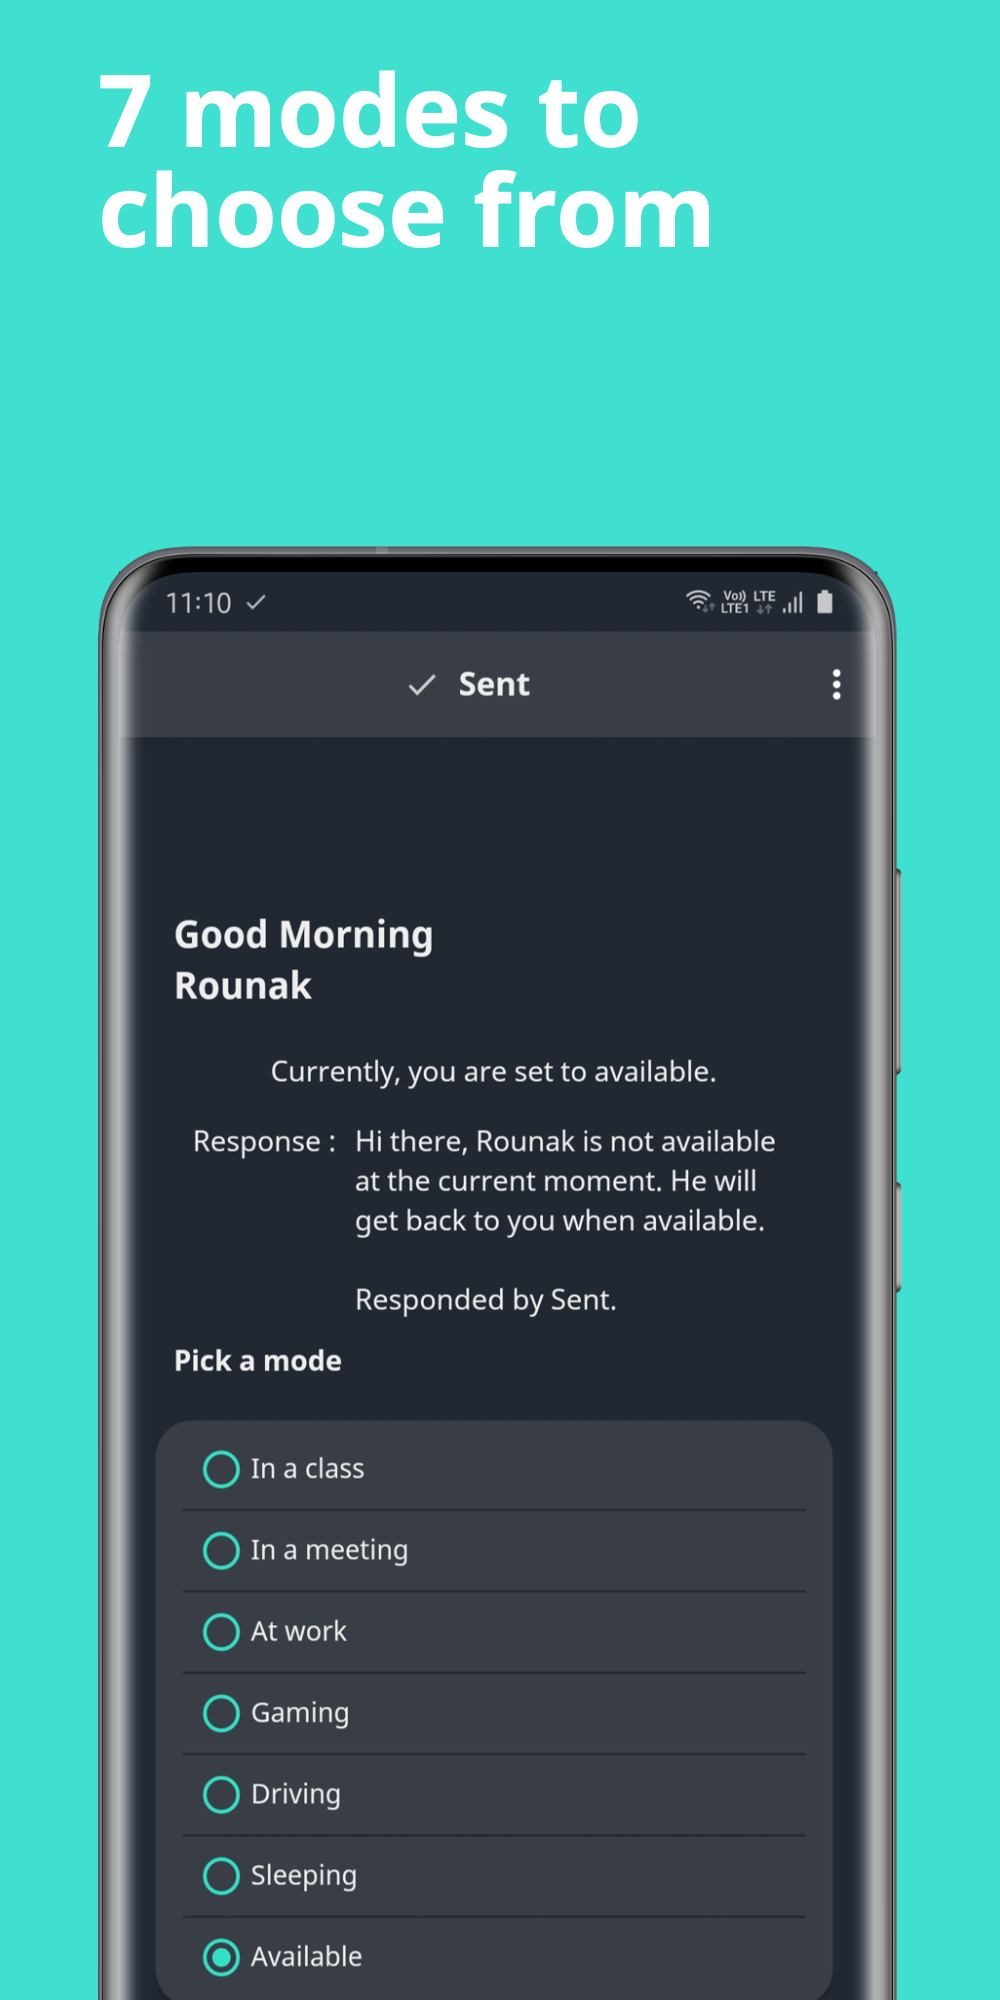 7 modes to
choose from
11:10
Vo)) LTE
LTE1
Sent
Good Morning
Rounak
Currently, you are set to available.
Response : Hi there, Rounak is not available
at the current moment. He will
get back to you when available.
Responded by Sent.
Pick a mode
In a class
In a meeting
At work
Gaming
Driving
Sleeping
Available